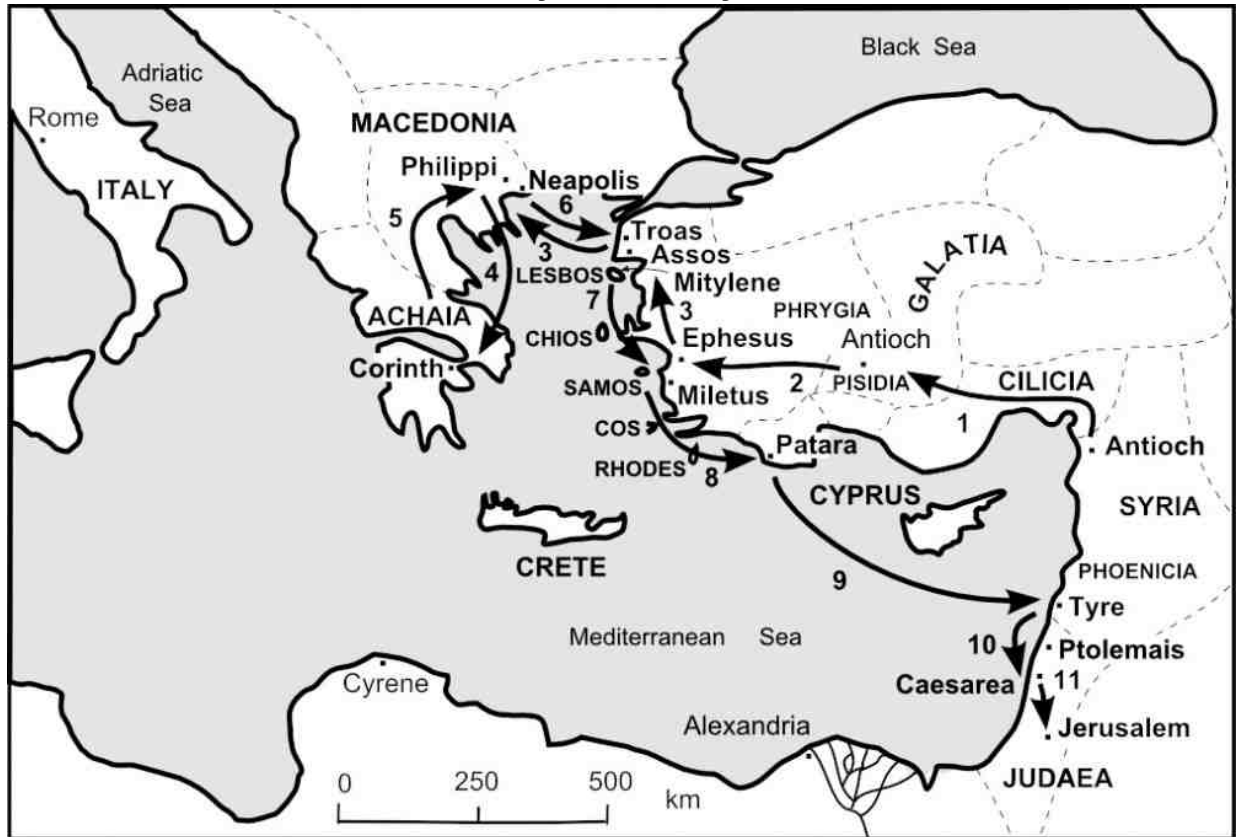 Black Sea
Adriatic
Sea
Rome
MACEDONIA
Philippi
Neapolis
ITALY
5
6
Troas
3
Assos
4
LESBOS
Mitylene
GALATIA
7
3
PHRYGIA
ACHAIA
CHIOS
Ephesus
Antioch
Corinth
SAMOS
2
PISIDIA
CILICIA
Miletus
1
COS
Patara
Antioch
RHODES
8
CYPRUS
SYRIA
CRETE
9
PHOENICIA
Tyre
Mediterranean Sea
10
Ptolemais
Cyrene
Caesarea
11
Alexandria
Jerusalem
0
250
500
km
JUDAEA